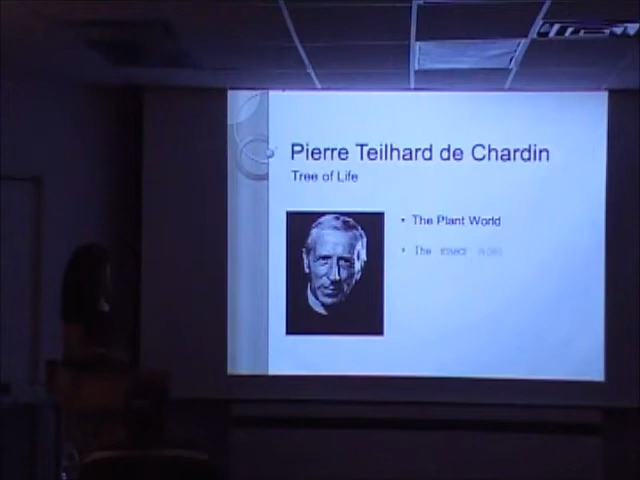 Pierre Teilhard de Chardin
Tree of Life
• The Plant World
• The